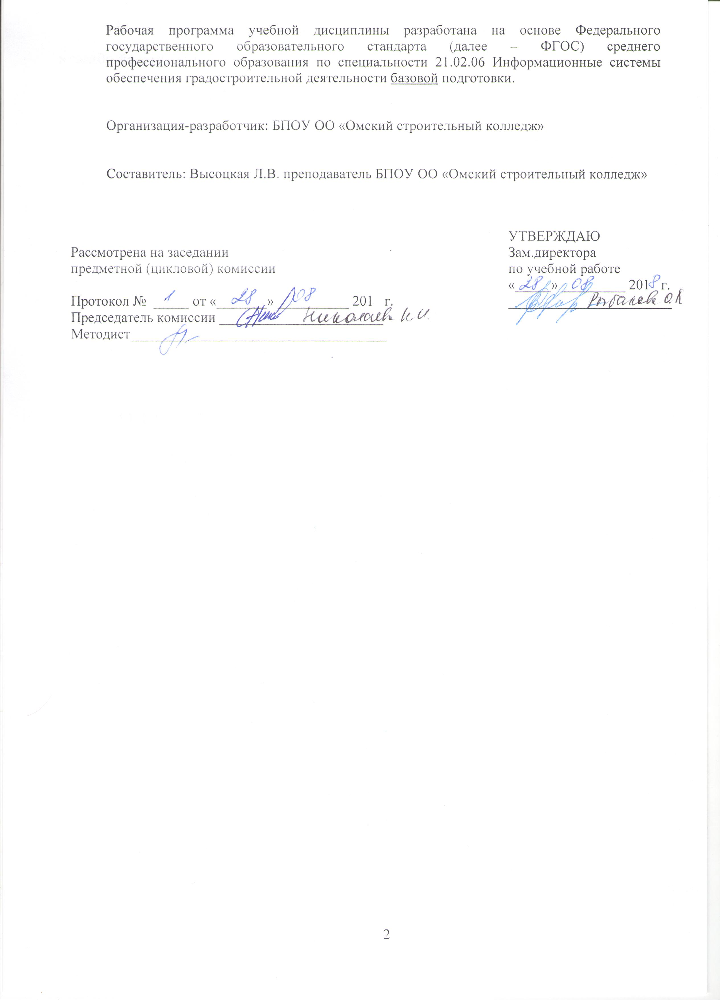 Рабочая программа учебной дисциплины разработана на основе Федерального
государственного образовательного стандарта (далее – ФГОС) среднего
профессионального образования по специальности 21.02.06 Информационные системы
обеспечения градостроительной деятельности базовой подготовки.
Организация-разработчик: БПОУ ОО «Омский строительный колледж»
Составитель: Высоцкая Л.В. преподаватель БПОУ ОО «Омский строительный колледж»
Рассмотрена на заседании
предметной (цикловой) комиссии
Протокол № 1 от «28» 08 201 г.
Председатель комиссии Николаева И.И.
Методист
УТВЕРЖДАЮ
Зам.директора
по учебной работе
«28» 08 2018 г.
2